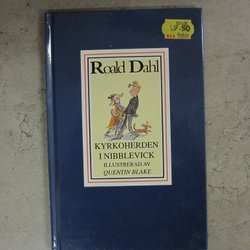 ROALD DAHL
KYRKOHERDEN
I NIBBLEVICK
ILLUSTRERAD AV
QUENTIN BLAKE